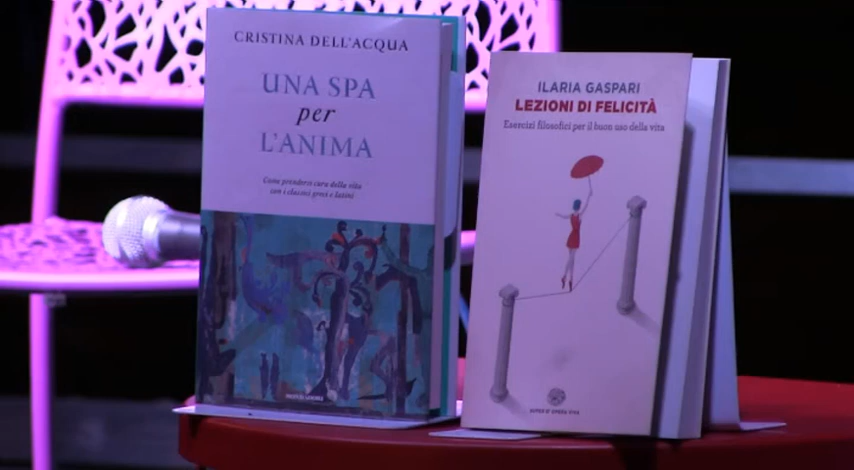 CRISTINA DELL'ACQUA
UNA SPA
per
L'ANIMA
Come prendersi cura della vita
con i classici greci e latini
ILARIA GASPARI
LEZIONI DI FELICITÀ
Esercizi filosofici per il buon uso della vita